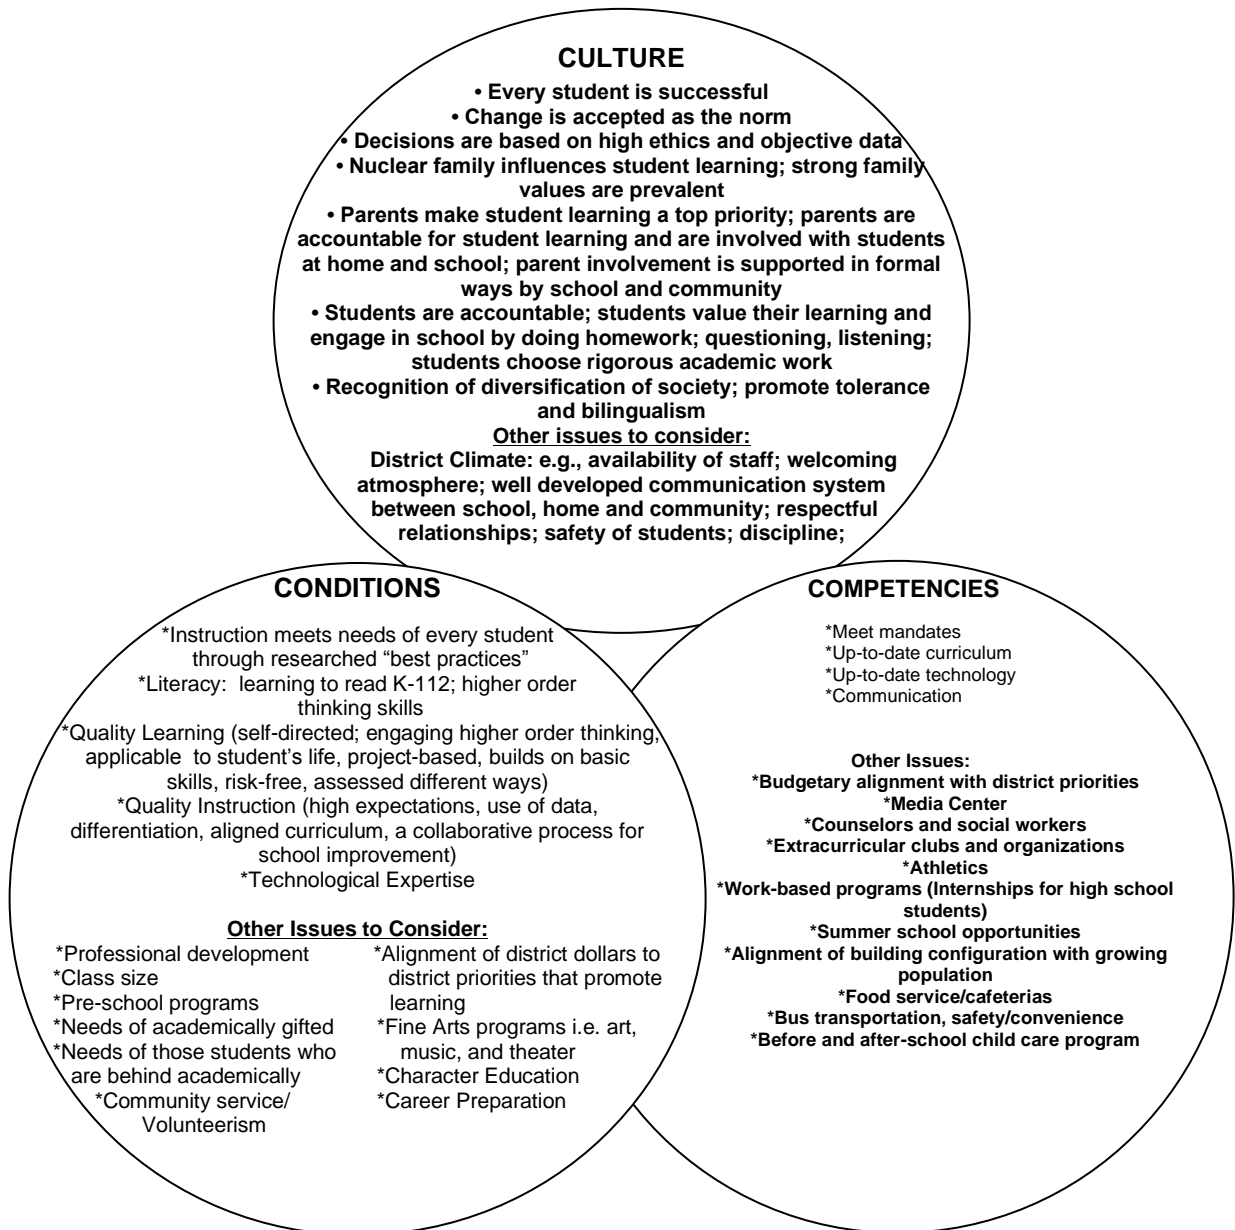 CULTURE
• Every student is successful
• Change is accepted as the norm
• Decisions are based on high ethics and objective data
• Nuclear family influences student learning; strong family
values are prevalent
• Parents make student learning a top priority; parents are
accountable for student learning and are involved with students
at home and school; parent involvement is supported in formal
ways by school and community
• Students are accountable; students value their learning and
engage in school by doing homework; questioning, listening;
students choose rigorous academic work
• Recognition of diversification of society; promote tolerance
and bilingualism
Other issues to consider:
District Climate: e.g., availability of staff; welcoming
atmosphere; well developed communication system
between school, home and community; respectful
relationships; safety of students; discipline;
CONDITIONS
*Instruction meets needs of every student
through researched “best practices”
*Literacy: learning to read K-112; higher order
thinking skills
*Quality Learning (self-directed; engaging higher order thinking,
applicable to student’s life, project-based, builds on basic
skills, risk-free, assessed different ways)
*Quality Instruction (high expectations, use of data,
differentiation, aligned curriculum, a collaborative process for
school improvement)
*Technological Expertise
Other Issues to Consider:
*Professional development
*Class size
*Pre-school programs
*Needs of academically gifted
*Needs of those students who
are behind academically
*Community service/
Volunteerism
*Alignment of district dollars to
district priorities that promote
learning
*Fine Arts programs i.e. art,
music, and theater
*Character Education
*Career Preparation
COMPETENCIES
*Meet mandates
*Up-to-date curriculum
*Up-to-date technology
*Communication
Other Issues:
*Budgetary alignment with district priorities
*Media Center
*Counselors and social workers
*Extracurricular clubs and organizations
*Athletics
*Work-based programs (Internships for high school
students)
*Summer school opportunities
*Alignment of building configuration with growing
population
*Food service/cafeterias
*Bus transportation, safety/convenience
*Before and after-school child care program